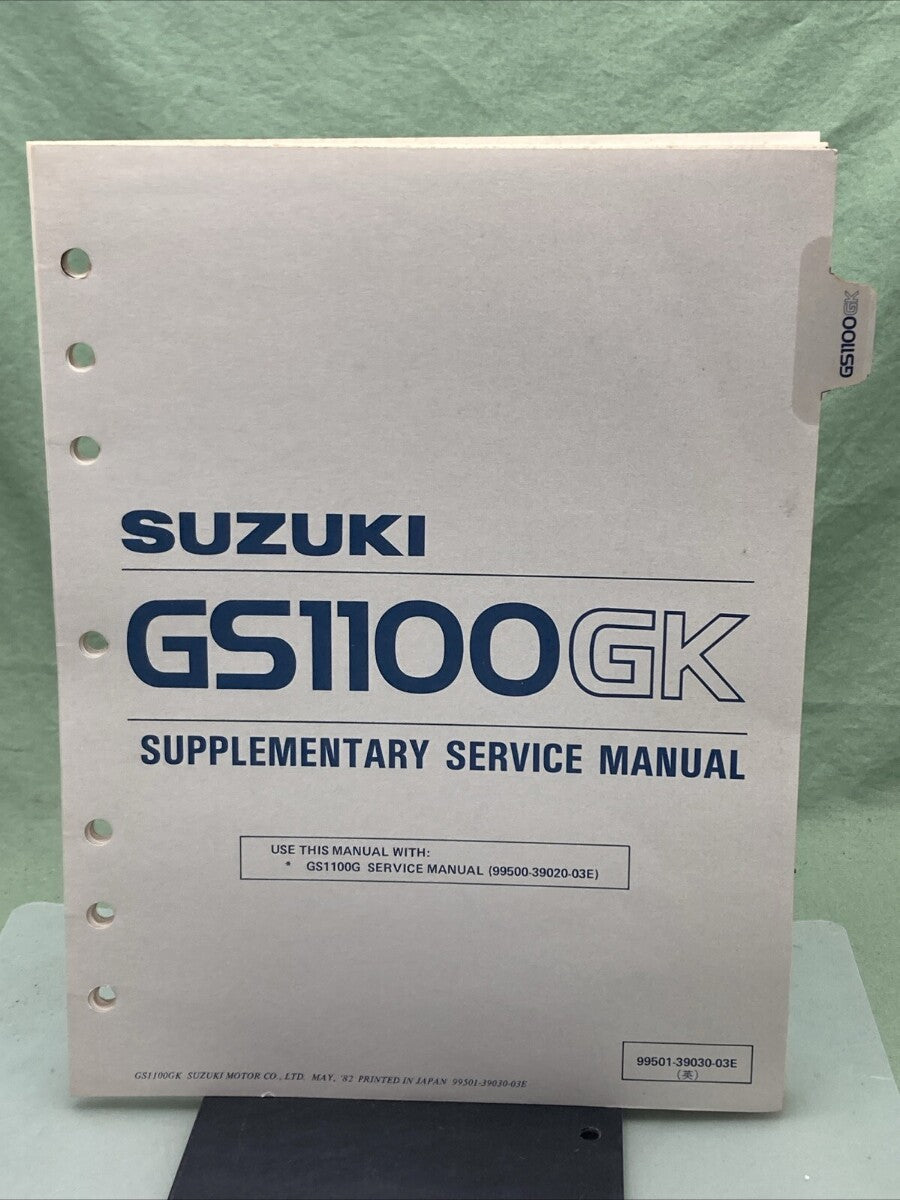 GS1100GK
SUZUKI
GS1100GK
SUPPLEMENTARY SERVICE MANUAL
USE THIS MANUAL WITH:
* GS1100G SERVICE MANUAL (99500-39020-03E)
99501-39030-03E
(英)
GS1100GK SUZUKI MOTOR CO., LTD. MAY, '82 PRINTED IN JAPAN 99501-39030-03E